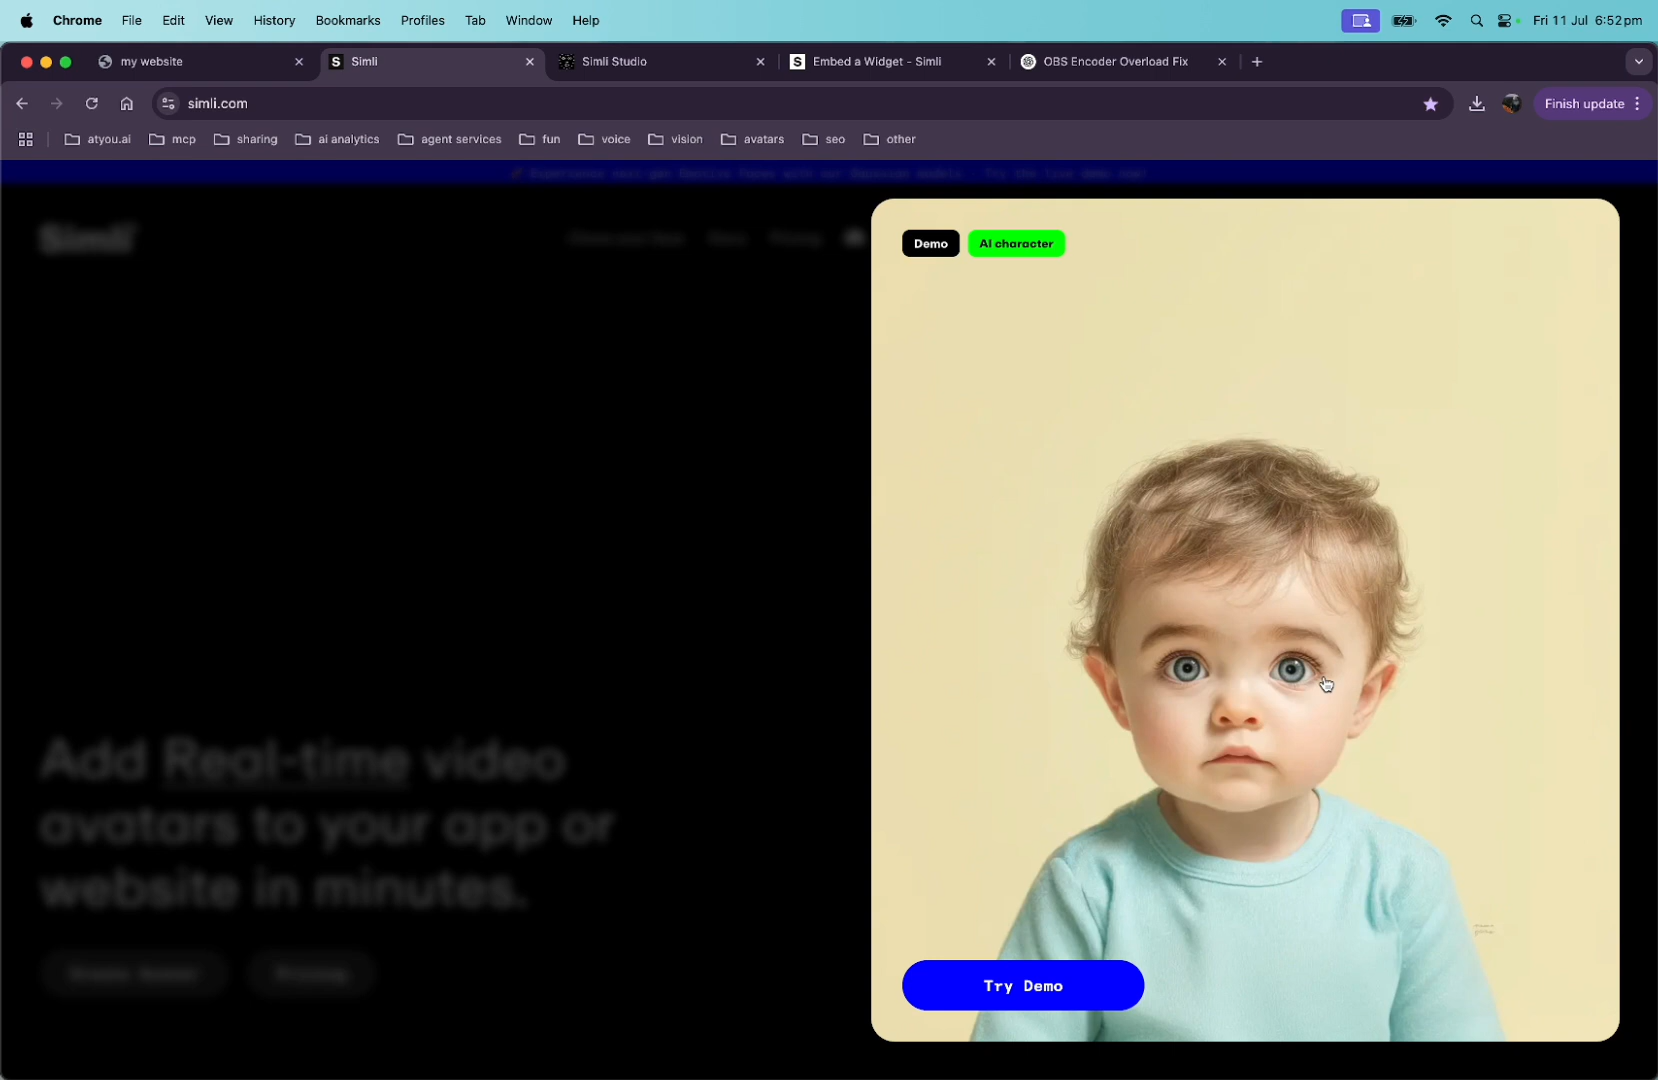 Chrome File Edit View History Bookmarks Profiles Tab Window Help Fri 11 Jul 6:52pm
my website Simli Simli Studio Embed a Widget - Simli OBS Encoder Overload Fix
simli.com Finish update
atyou.ai mcp sharing ai analytics agent services fun voice vision avatars seo other
Simli
Pricing
Demo AI character
Add Real-time video
avatars to your app or
website in minutes.
Pricing
Try Demo